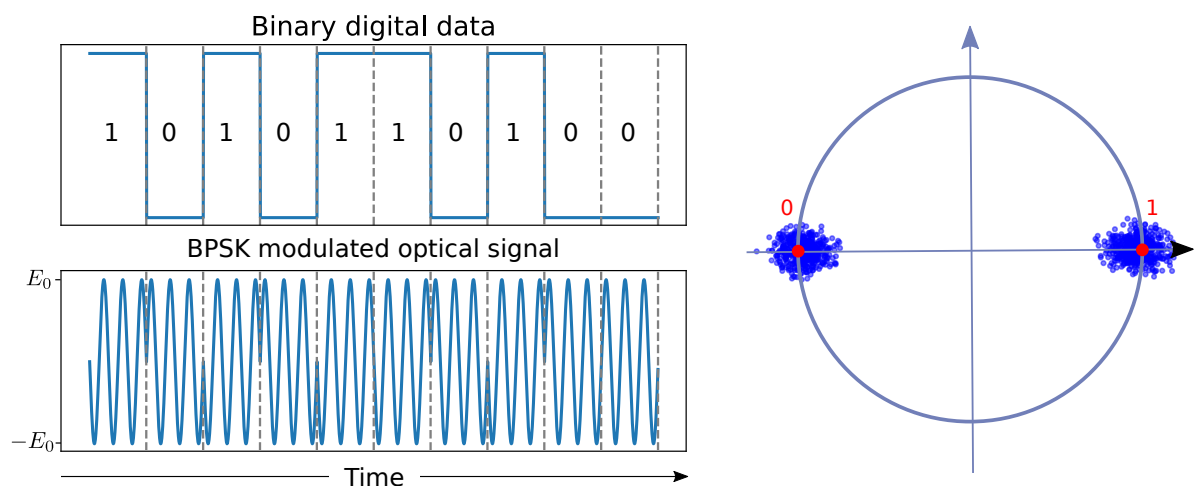 Binary digital data
1 0 1 0 1 1 0 1 0 0
BPSK modulated optical signal
E₀
−E₀
Time
0
1